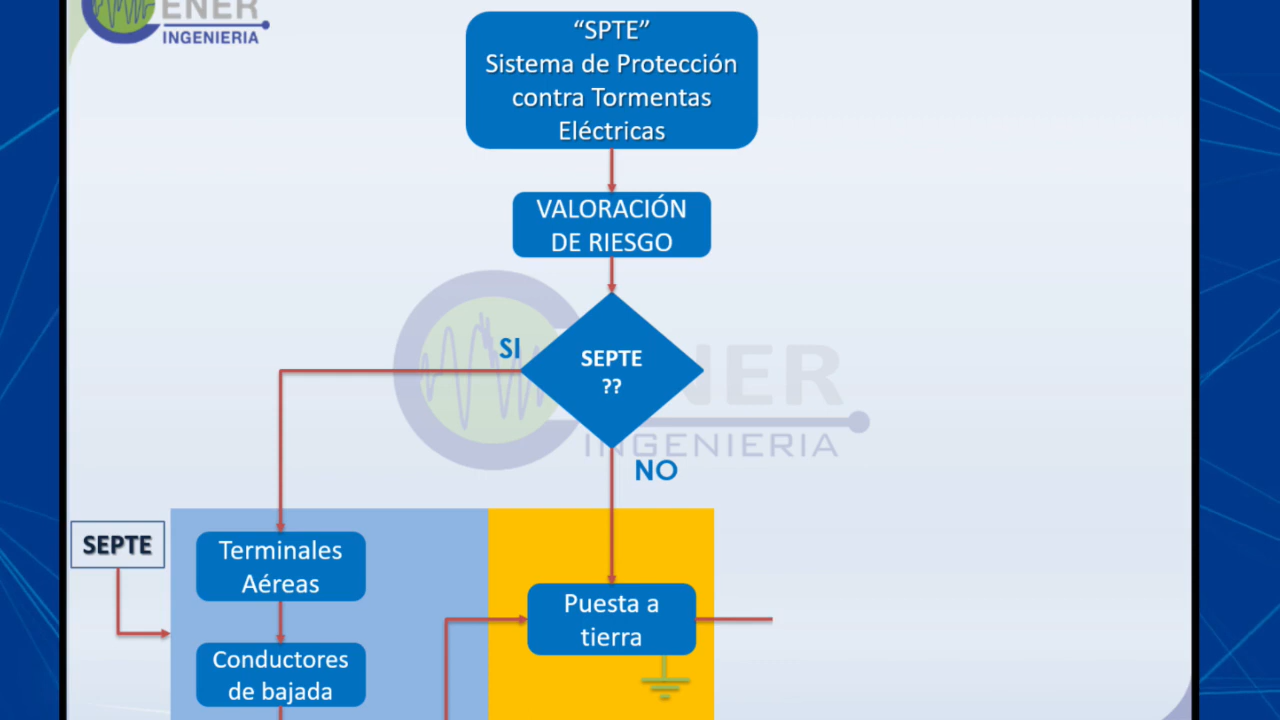 ENER
INGENIERIA
“SPTE”
Sistema de Protección
contra Tormentas
Eléctricas
VALORACIÓN
DE RIESGO
SI
SEPTE
??
ENER
INGENIERIA
NO
SEPTE
Terminales
Aéreas
Puesta a
tierra
Conductores
de bajada